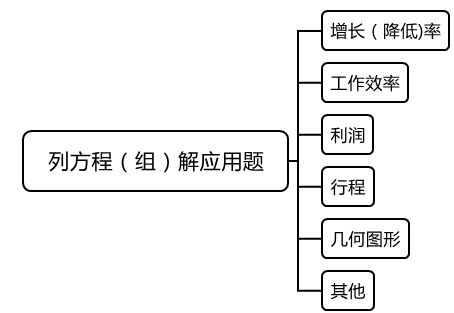 列方程（组）解应用题
增长（降低)率
工作效率
利润
行程
几何图形
其他